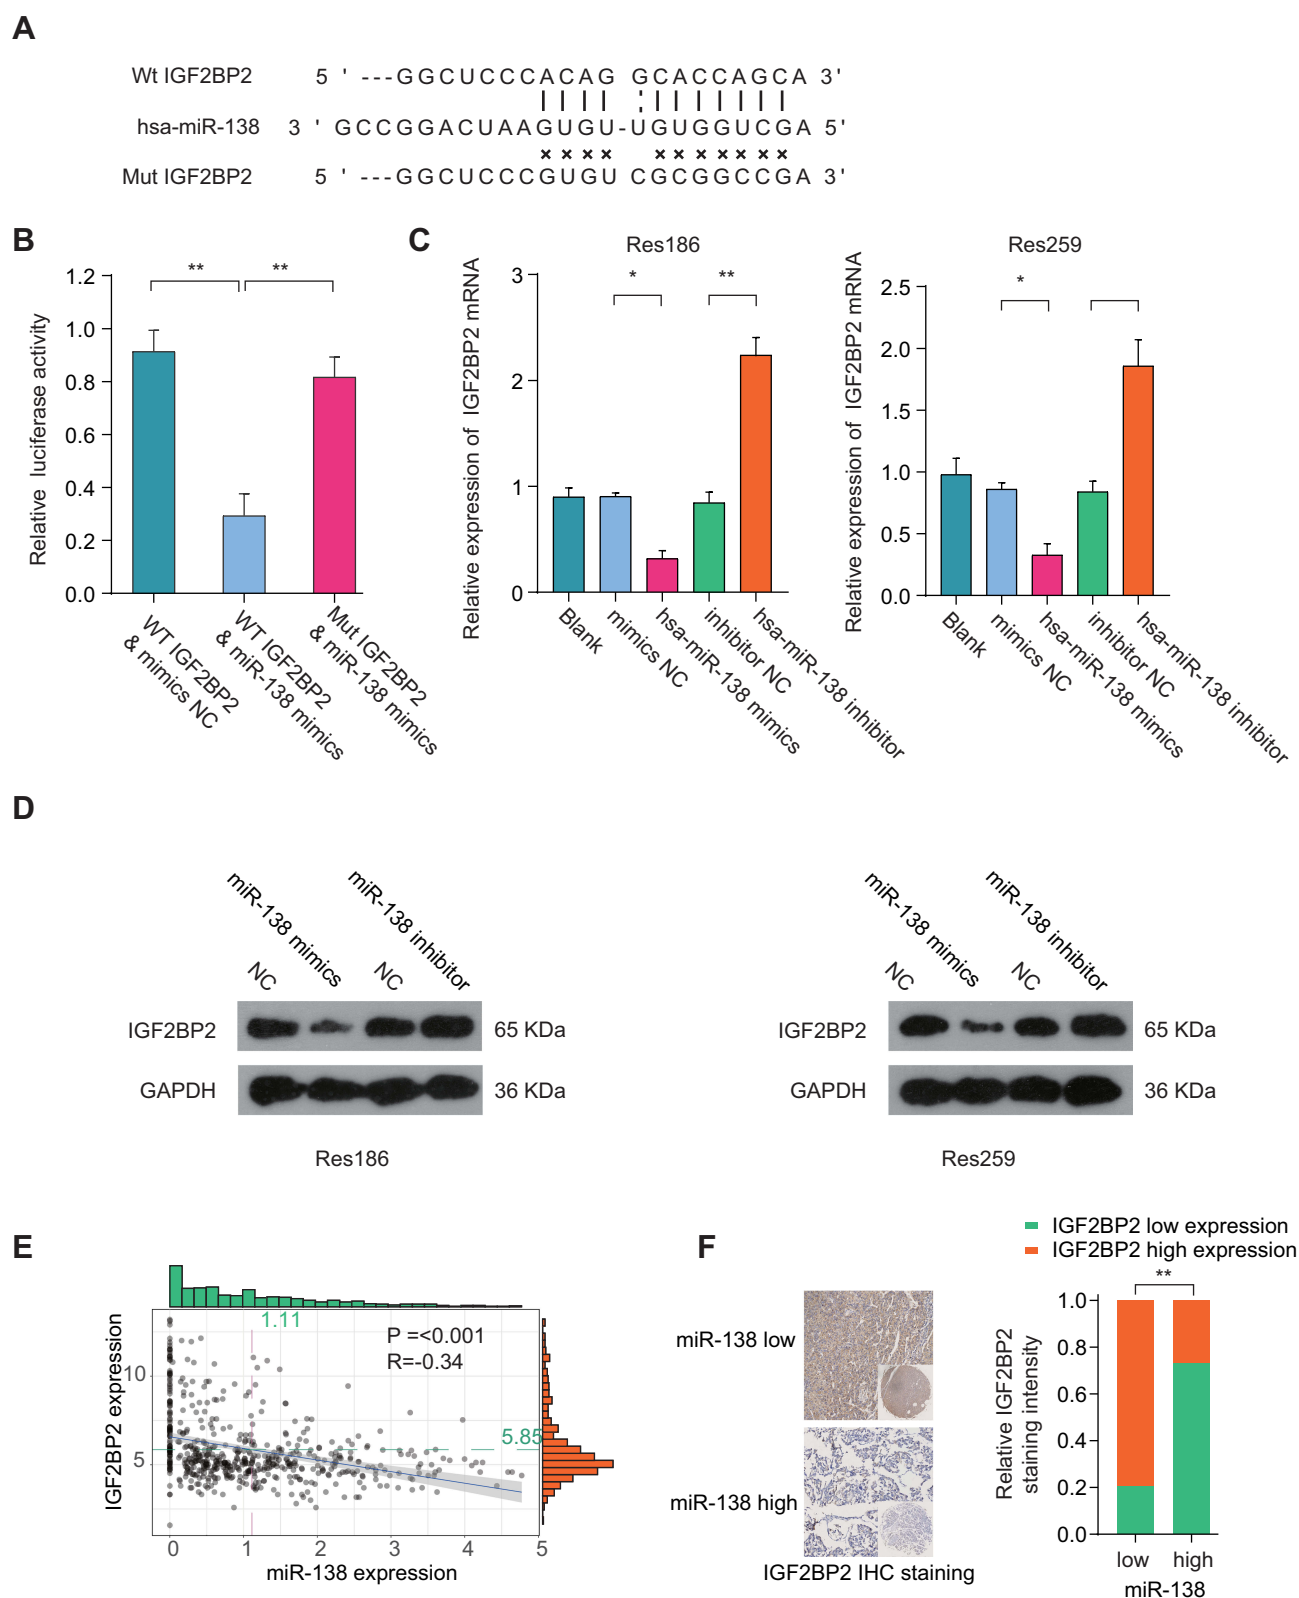 A
Wt IGF2BP2 5 ' ---GGCUCCCACAG GCACCAGCA 3'
hsa-miR-138 3 ' GCCGGACUAAGUGU-UGUGGUCGA 5'
Mut IGF2BP2 5 ' ---GGCUCCCGUGU CGCGGCCGA 3'
B
Relative luciferase activity
1.2
1.0
0.8
0.6
0.4
0.2
0.0
** **
WT IGF2BP2
& mimics NC
WT IGF2BP2
& miR-138 mimics
Mut IGF2BP2
& miR-138 mimics
C
Res186
Relative expression of IGF2BP2 mRNA
3
2
1
0
* **
Blank
mimics NC
hsa-miR-138 mimics
inhibitor NC
hsa-miR-138 inhibitor
Res259
Relative expression of IGF2BP2 mRNA
2.5
2.0
1.5
1.0
0.5
0.0
*
Blank
mimics NC
hsa-miR-138 mimics
inhibitor NC
hsa-miR-138 inhibitor
D
NC
miR-138 mimics
NC
miR-138 inhibitor
IGF2BP2 65 KDa
GAPDH 36 KDa
Res186
NC
miR-138 mimics
NC
miR-138 inhibitor
IGF2BP2 65 KDa
GAPDH 36 KDa
Res259
E
IGF2BP2 expression
10
5
1.11
P =<0.001
R=-0.34
5.85
0 1 2 3 4 5
miR-138 expression
F
miR-138 low
miR-138 high
IGF2BP2 IHC staining
IGF2BP2 low expression
IGF2BP2 high expression
**
Relative IGF2BP2
staining intensity
1.0
0.8
0.6
0.4
0.2
0.0
low high
miR-138